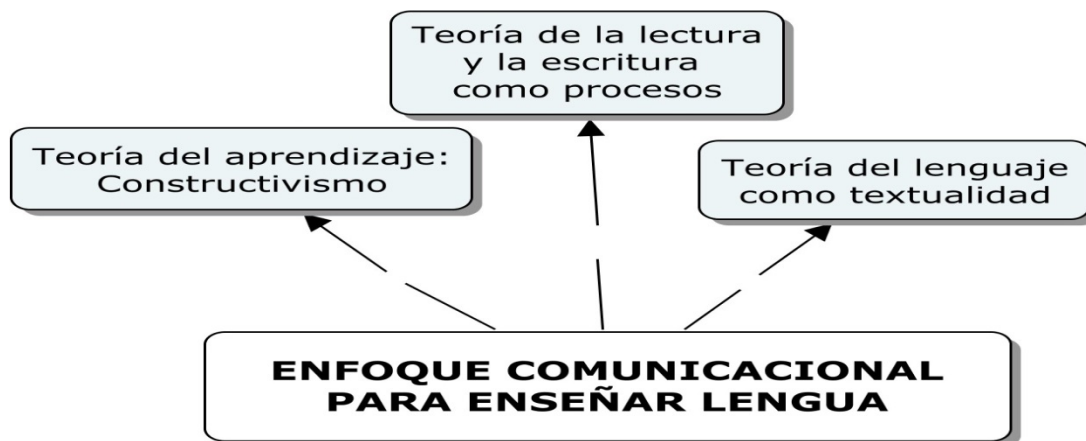 Teoría de la lectura
y la escritura
como procesos
Teoría del aprendizaje:
Constructivismo
Teoría del lenguaje
como textualidad
ENFOQUE COMUNICACIONAL
PARA ENSEÑAR LENGUA